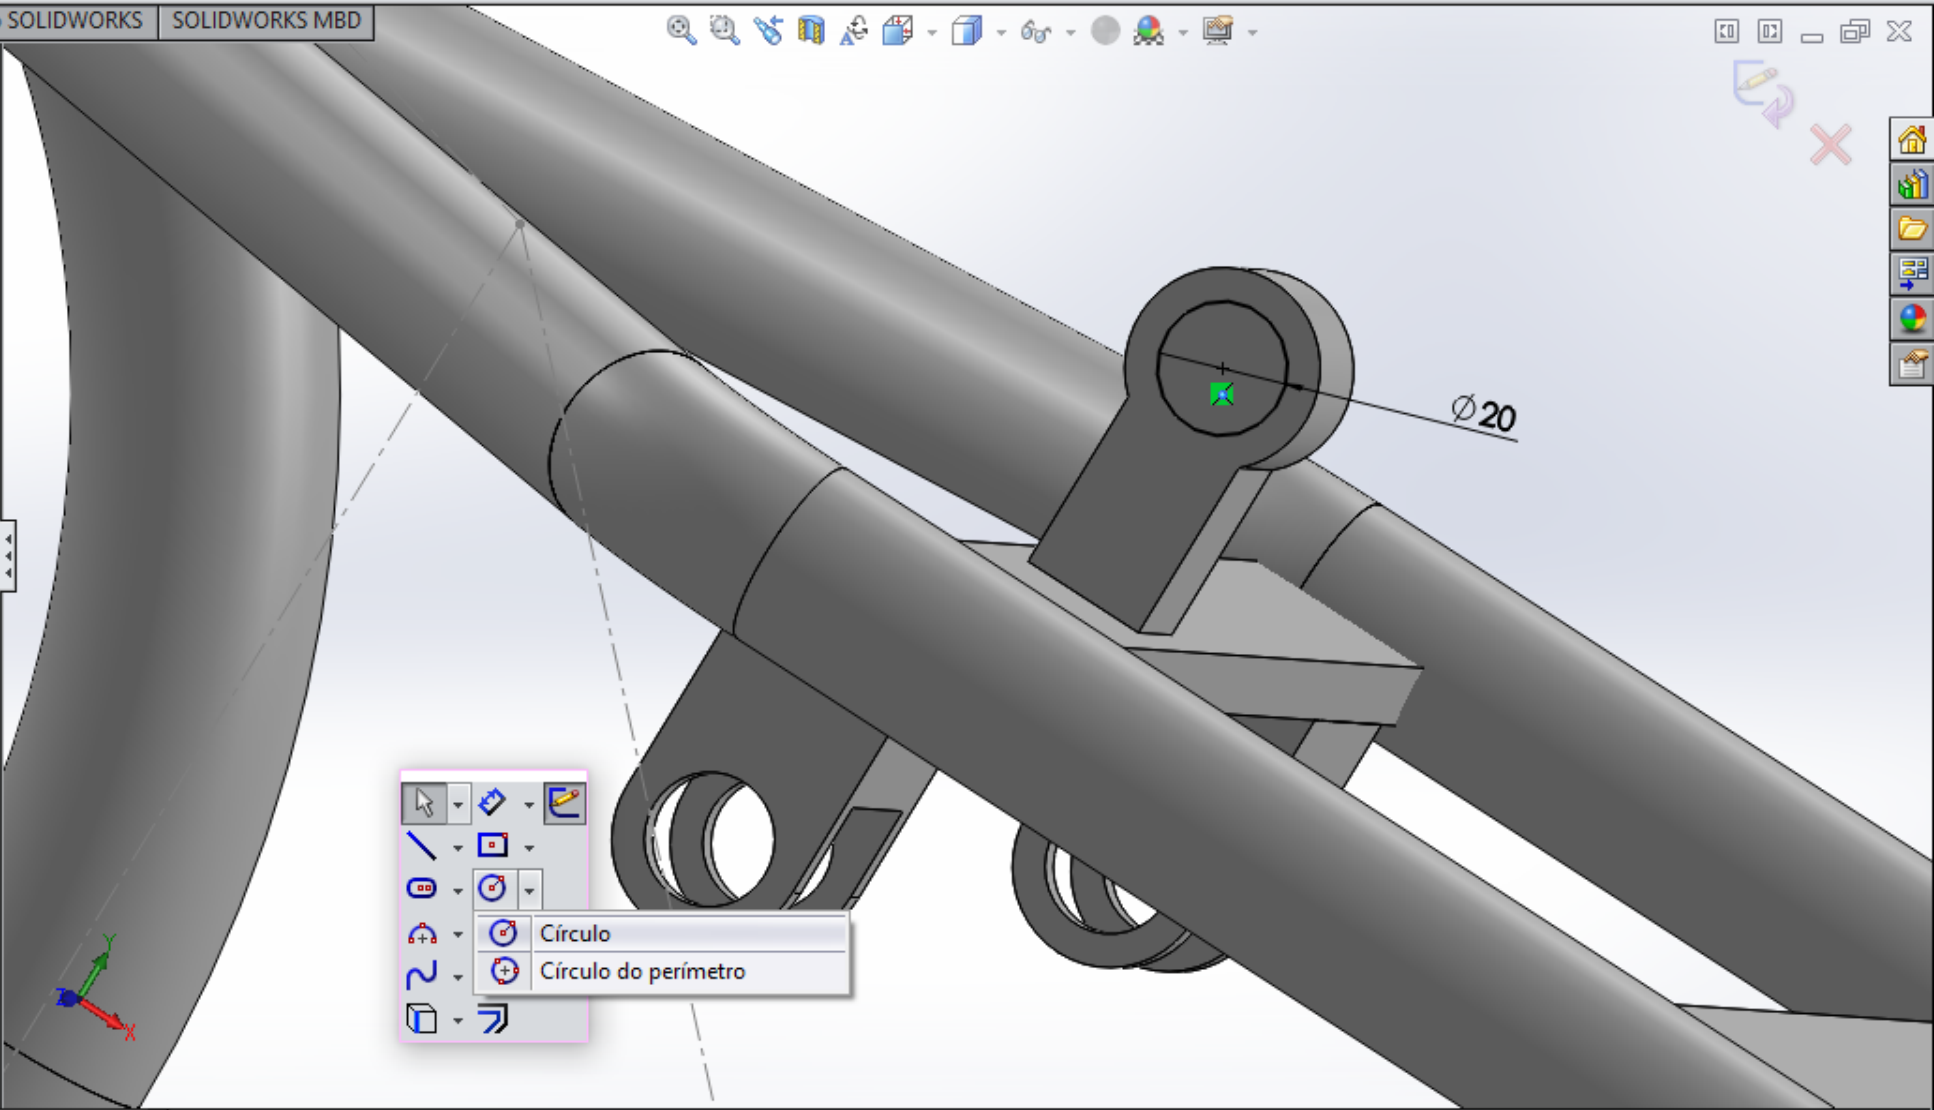 SOLIDWORKS
SOLIDWORKS MBD
A
Ø20
Círculo
Círculo do perímetro
Y
Z
X